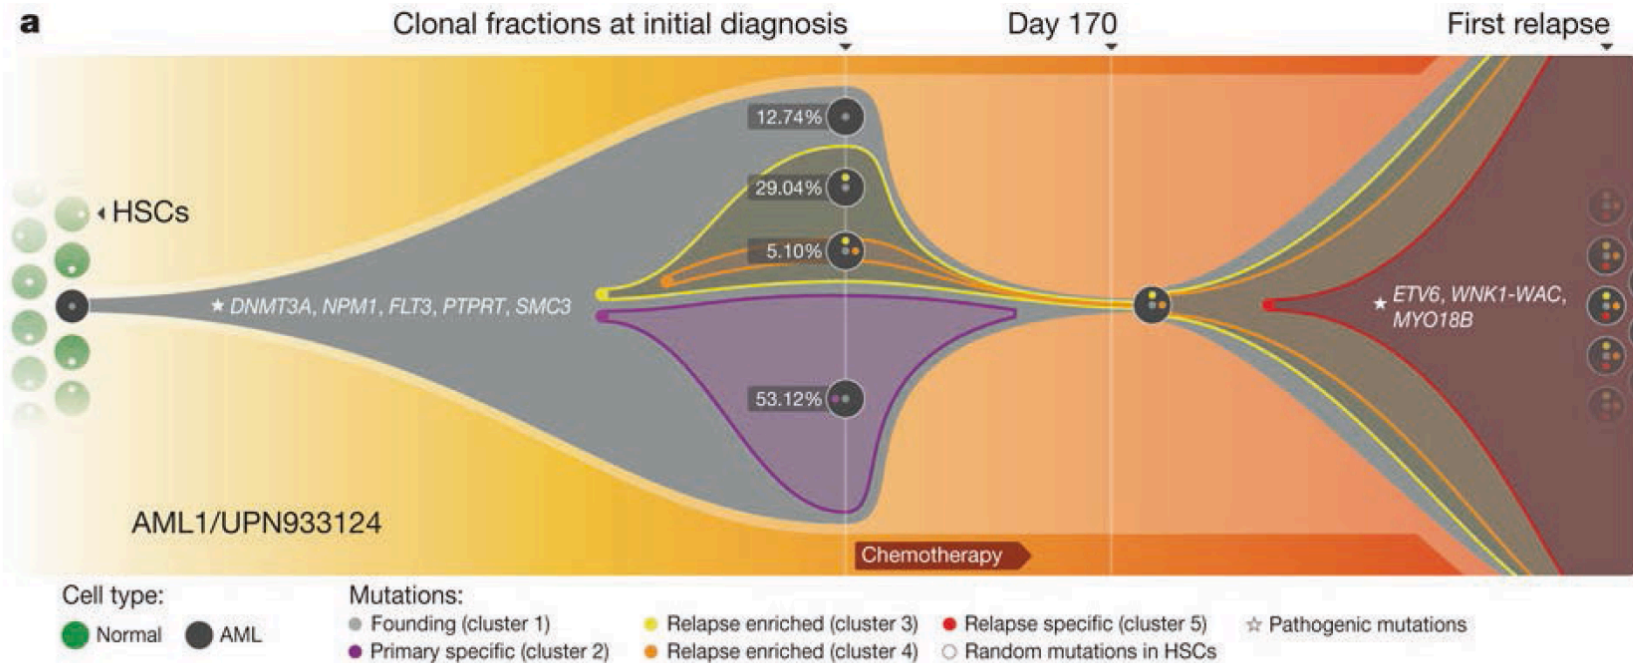 a
Clonal fractions at initial diagnosis
Day 170
First relapse
12.74%
29.04%
HSCs
5.10%
DNMT3A, NPM1, FLT3, PTPRT, SMC3
ETV6, WNK1-WAC,
MYO18B
53.12%
AML1/UPN933124
Chemotherapy
Cell type:
Normal
AML
Mutations:
Founding (cluster 1)
Primary specific (cluster 2)
Relapse enriched (cluster 3)
Relapse enriched (cluster 4)
Relapse specific (cluster 5)
Random mutations in HSCs
Pathogenic mutations